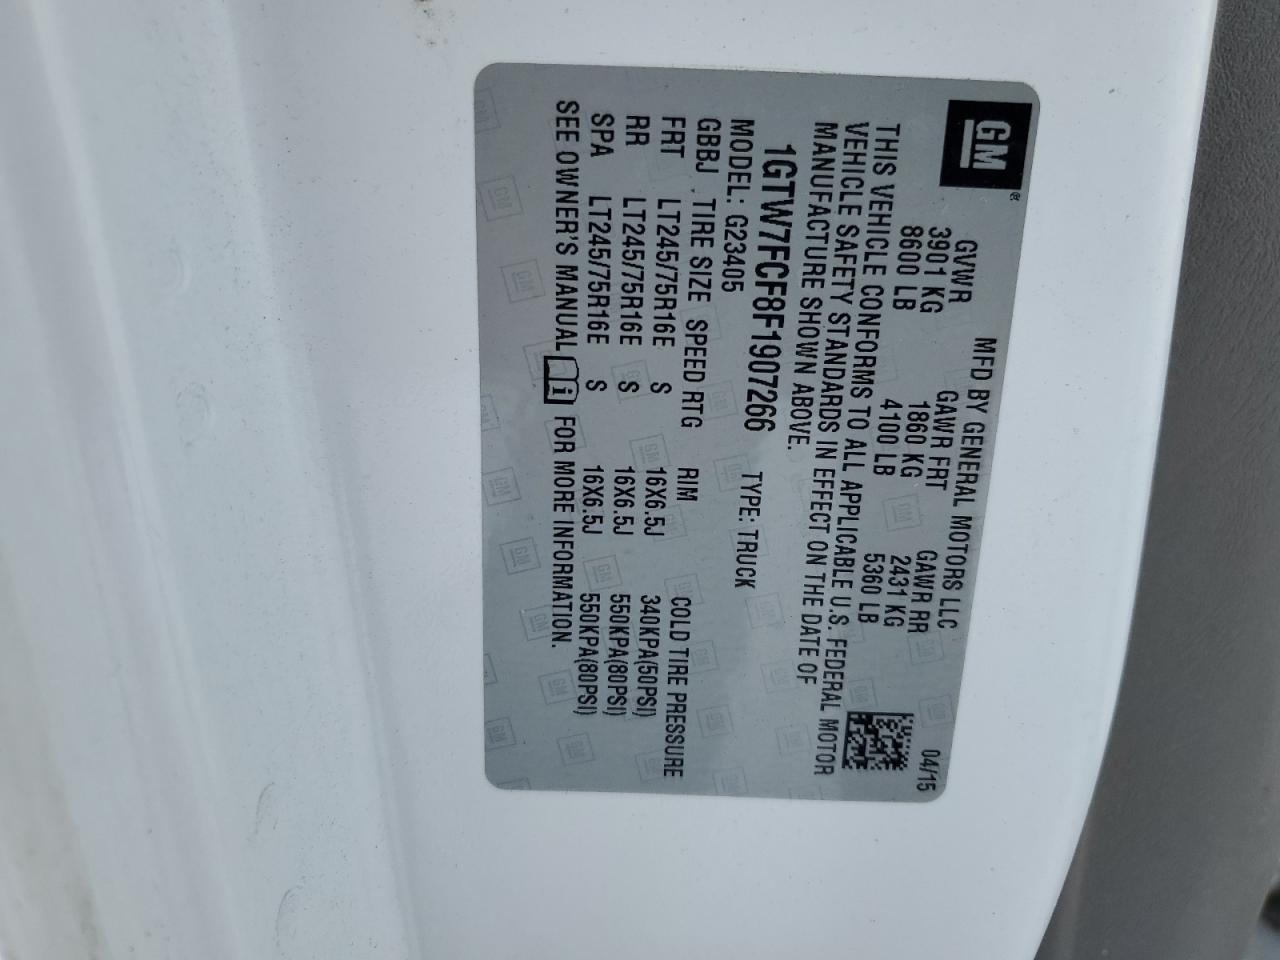 GM ®
MFD BY GENERAL MOTORS LLC 04/15
GVWR GAWR FRT GAWR RR
3901 KG 1860 KG 2431 KG
8600 LB 4100 LB 5360 LB
THIS VEHICLE CONFORMS TO ALL APPLICABLE U.S. FEDERAL MOTOR
VEHICLE SAFETY STANDARDS IN EFFECT ON THE DATE OF
MANUFACTURE SHOWN ABOVE.
1GTW7FCF8F1907266 TYPE: TRUCK
MODEL: G23405
GBBJ TIRE SIZE SPEED RTG RIM COLD TIRE PRESSURE
FRT LT245/75R16E S 16X6.5J 340KPA(50PSI)
RR LT245/75R16E S 16X6.5J 550KPA(80PSI)
SPA LT245/75R16E S 16X6.5J 550KPA(80PSI)
SEE OWNER'S MANUAL i FOR MORE INFORMATION.